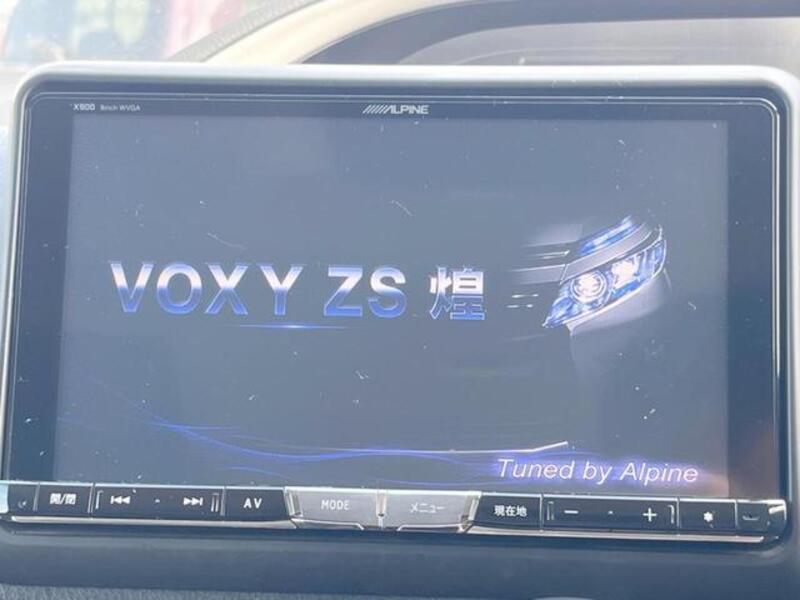 X800 8inch WVGA
ALPINE
VOXY ZS 煌
Tuned by Alpine
開/閉
AV
MODE
メニュー
現在地